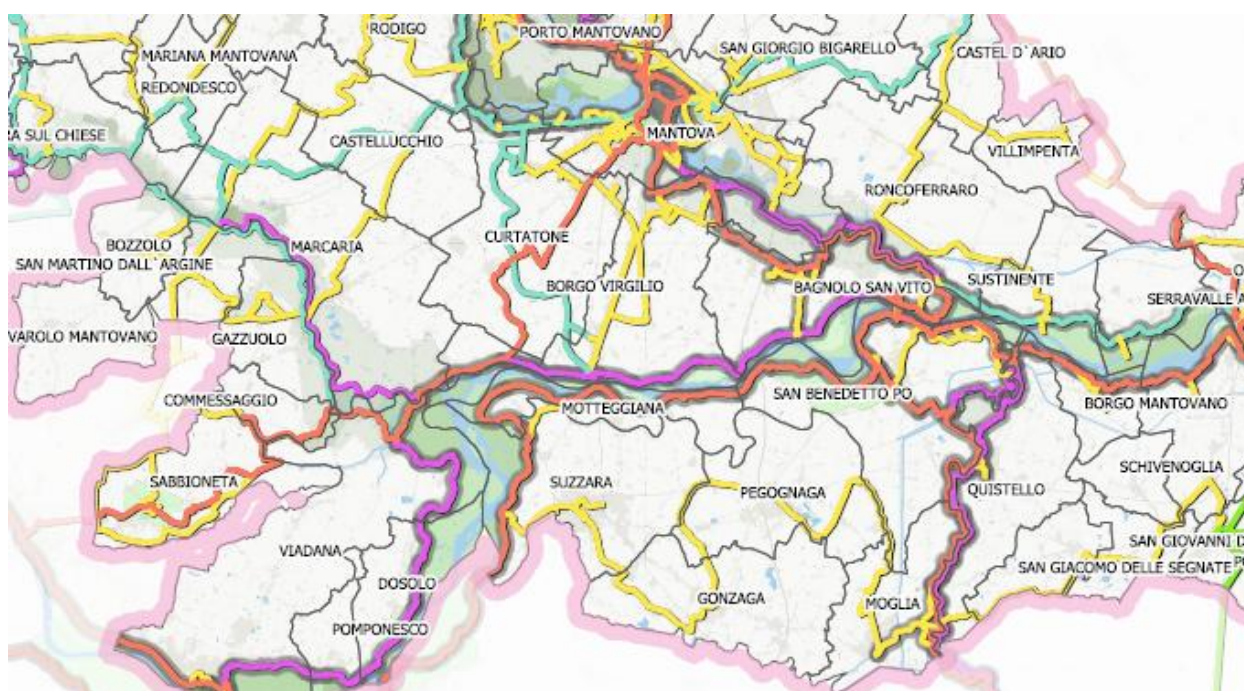 RODIGO
PORTO MANTOVANO
SAN GIORGIO BIGARELLO
CASTEL D`ARIO
MARIANA MANTOVANA
REDONDESCO
RA SUL CHIESE
CASTELLUCCHIO
MANTOVA
VILLIMPENTA
RONCOFERRARO
CURTATONE
BOZZOLO
MARCARIA
SAN MARTINO DALL`ARGINE
BORGO VIRGILIO
BAGNOLO SAN VITO
SUSTINENTE
SERRAVALLE A
O
VAROLO MANTOVANO
GAZZUOLO
COMMESSAGGIO
MOTTEGGIANA
SAN BENEDETTO PO
BORGO MANTOVANO
SABBIONETA
SUZZARA
PEGOGNAGA
QUISTELLO
SCHIVENOGLIA
VIADANA
SAN GIOVANNI D
DOSOLO
SAN GIACOMO DELLE SEGNATE
PO
GONZAGA
MOGLIA
POMPONESCO